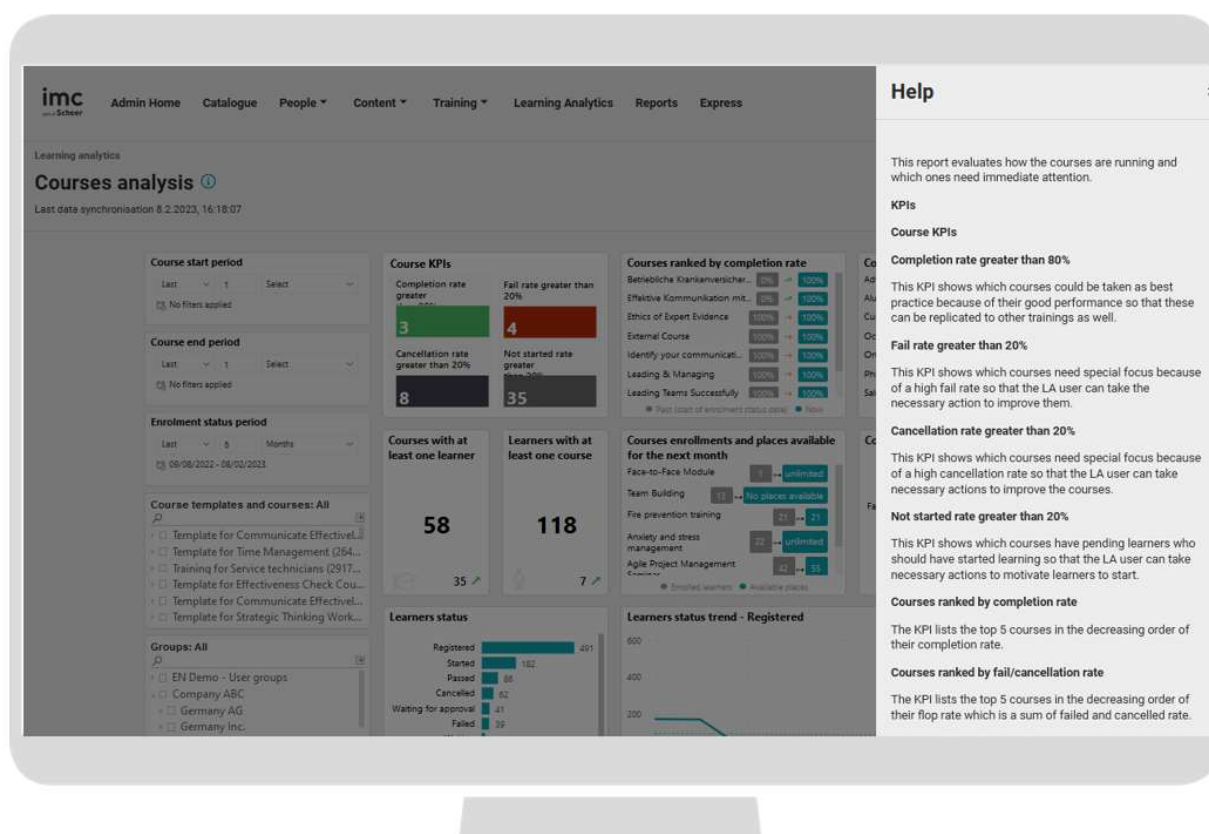 imc
Scheer
Admin Home Catalogue People Content Training Learning Analytics Reports Express
Learning analytics
Courses analysis
Last data synchronisation 8.2.2023, 16:18:07
Course start period
Last 1 Select
No filters applied
Course end period
Last 1 Select
No filters applied
Enrolment status period
Last 6 Months
09/08/2022 - 08/02/2023
Course templates and courses: All
Template for Communicate Effectivel...
Template for Time Management (264...
Training for Service technicians (2917...
Template for Effectiveness Check Cou...
Template for Communicate Effectivel...
Template for Strategic Thinking Work...
Groups: All
EN Demo - User groups
Company ABC
Germany AG
Germany Inc.
Course KPIs
Completion rate
greater
Fail rate greater than
20%
3
4
Cancellation rate
greater than 20%
Not started rate
greater
than 20%
8
35
Courses with at
least one learner
58
35
Learners with at
least one course
118
7
Learners status
Registered 491
Started 182
Passed 86
Cancelled 62
Waiting for approval 41
Failed 39
Courses ranked by completion rate
Betriebliche Krankenversicher... 0% 100%
Effektive Kommunikation mit... 0% 100%
Ethics of Expert Evidence 100% 100%
External Course 100% 100%
Identify your communicati... 100% 100%
Leading & Managing 100% 100%
Leading Teams Successfully 100% 100%
Past (start of enrolment status date) Now
Courses enrollments and places available
for the next month
Face-to-Face Module unlimited
Team Building 13 No places available
Fire prevention training 21 21
Anxiety and stress
management
22 unlimited
Agile Project Management
42 55
Enrolled learners Available places
Learners status trend - Registered
600
400
200
Help
This report evaluates how the courses are running and
which ones need immediate attention.
KPIs
Course KPIs
Completion rate greater than 80%
This KPI shows which courses could be taken as best
practice because of their good performance so that these
can be replicated to other trainings as well.
Fail rate greater than 20%
This KPI shows which courses need special focus because
of a high fail rate so that the LA user can take the
necessary action to improve them.
Cancellation rate greater than 20%
This KPI shows which courses need special focus because
of a high cancellation rate so that the LA user can take
necessary actions to improve the courses.
Not started rate greater than 20%
This KPI shows which courses have pending learners who
should have started learning so that the LA user can take
necessary actions to motivate learners to start.
Courses ranked by completion rate
The KPI lists the top 5 courses in the decreasing order of
their completion rate.
Courses ranked by fail/cancellation rate
The KPI lists the top 5 courses in the decreasing order of
their flop rate which is a sum of failed and cancelled rate.